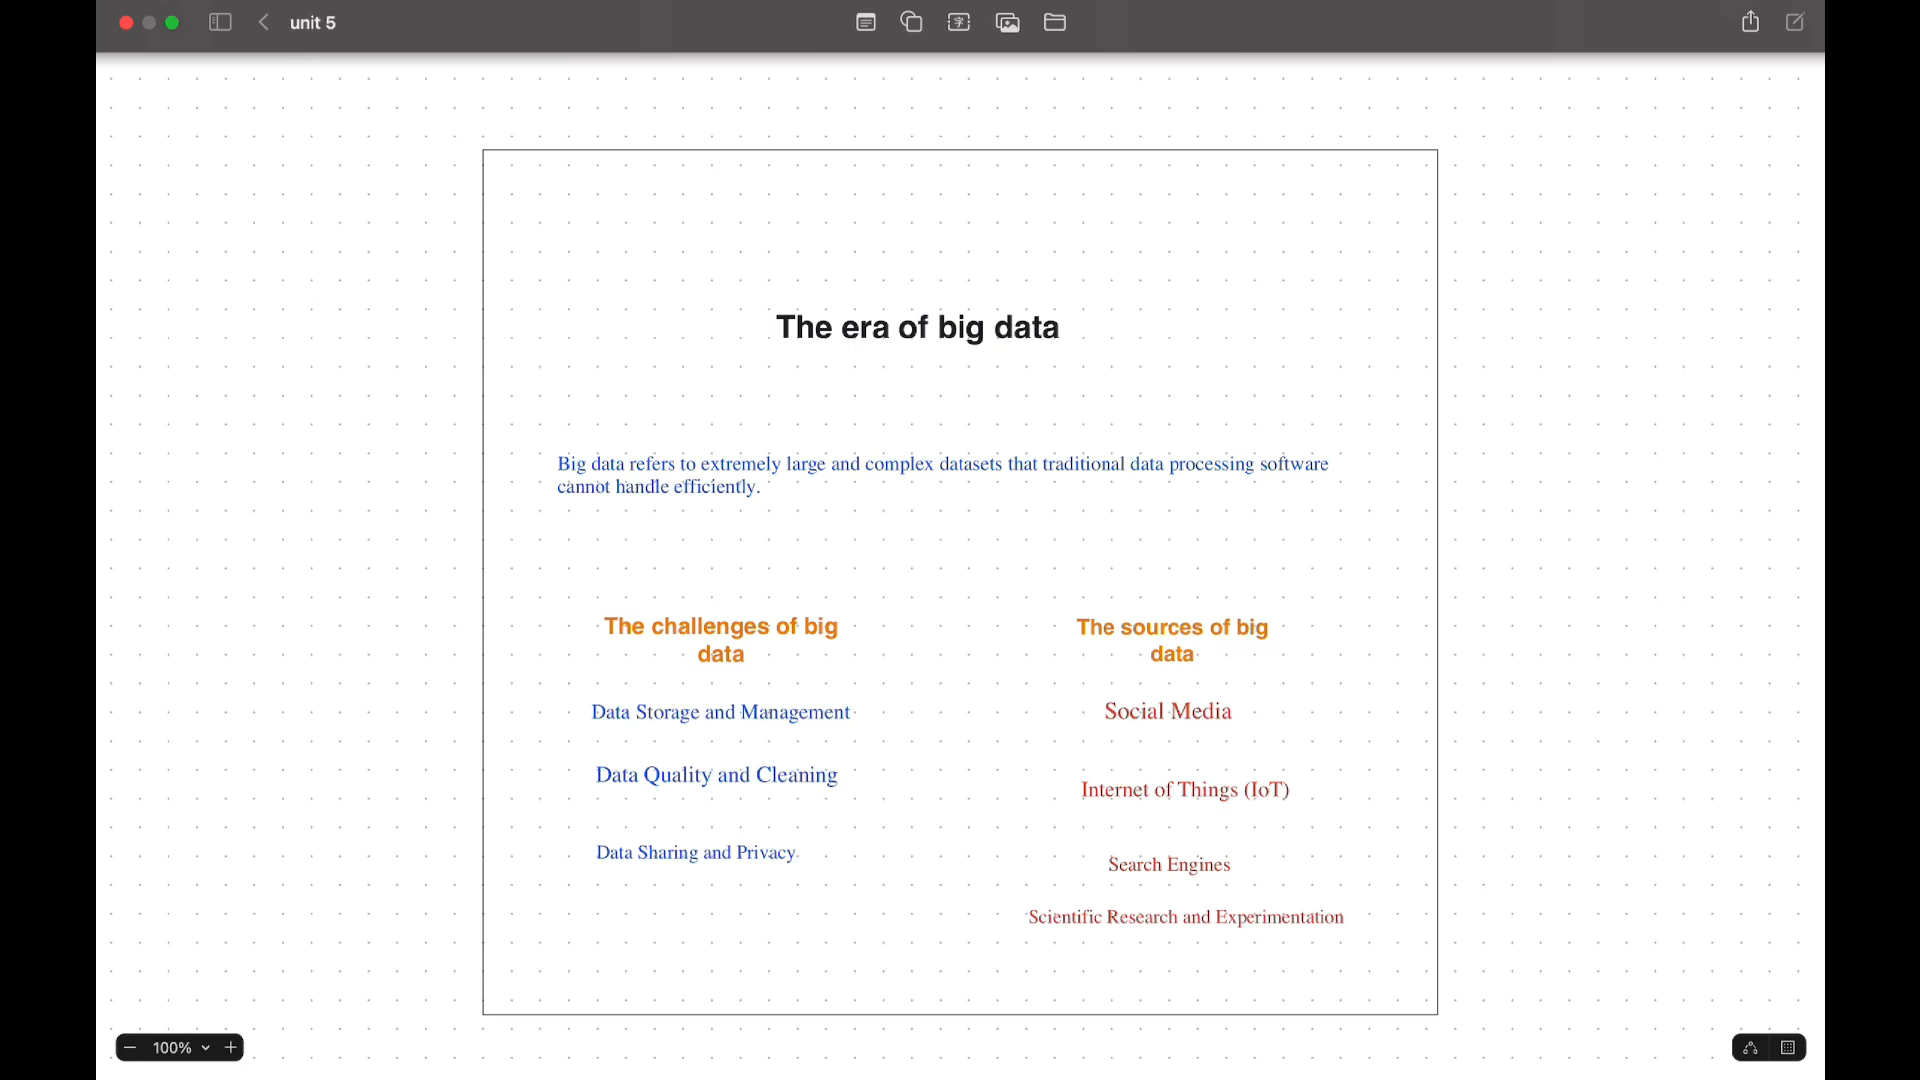 unit 5
字
The era of big data
Big data refers to extremely large and complex datasets that traditional data processing software
cannot handle efficiently.
The challenges of big
data
Data Storage and Management
Data Quality and Cleaning
Data Sharing and Privacy
The sources of big
data
Social Media
Internet of Things (IoT)
Search Engines
Scientific Research and Experimentation
100%